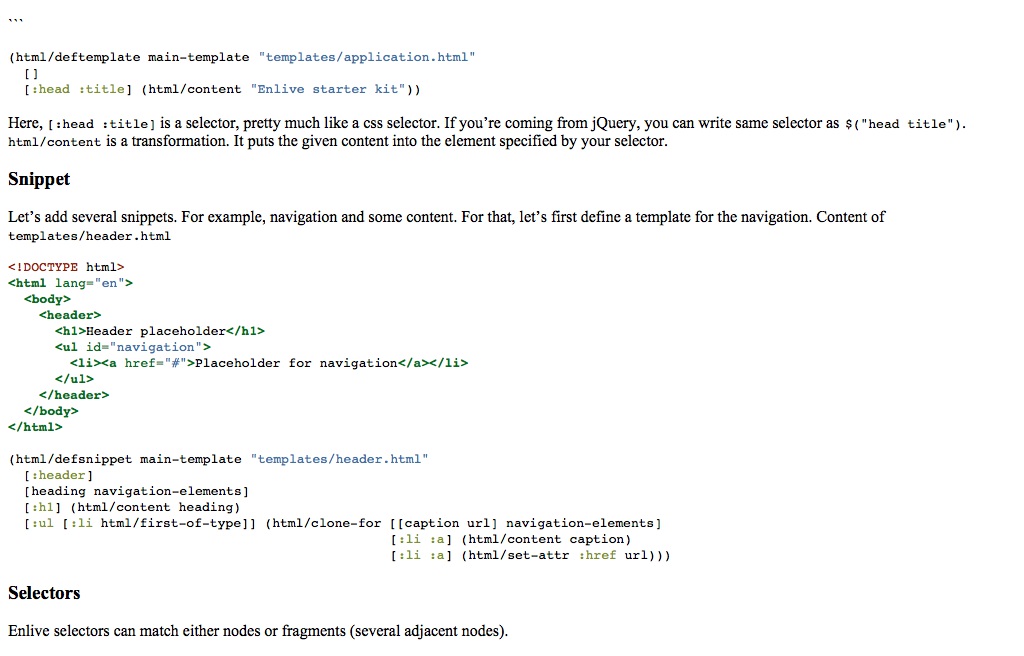 ```
(html/deftemplate main-template "templates/application.html"
  []
  [:head :title] (html/content "Enlive starter kit"))
Here, [:head :title] is a selector, pretty much like a css selector. If you’re coming from jQuery, you can write same selector as $("head title").
html/content is a transformation. It puts the given content into the element specified by your selector.
Snippet
Let’s add several snippets. For example, navigation and some content. For that, let’s first define a template for the navigation. Content of
templates/header.html
<!DOCTYPE html>
<html lang="en">
  <body>
    <header>
      <h1>Header placeholder</h1>
      <ul id="navigation">
        <li><a href="#">Placeholder for navigation</a></li>
      </ul>
    </header>
  </body>
</html>
(html/defsnippet main-template "templates/header.html"
  [:header]
  [heading navigation-elements]
  [:h1] (html/content heading)
  [:ul [:li html/first-of-type]] (html/clone-for [[caption url] navigation-elements]
                                                 [:li :a] (html/content caption)
                                                 [:li :a] (html/set-attr :href url)))
Selectors
Enlive selectors can match either nodes or fragments (several adjacent nodes).